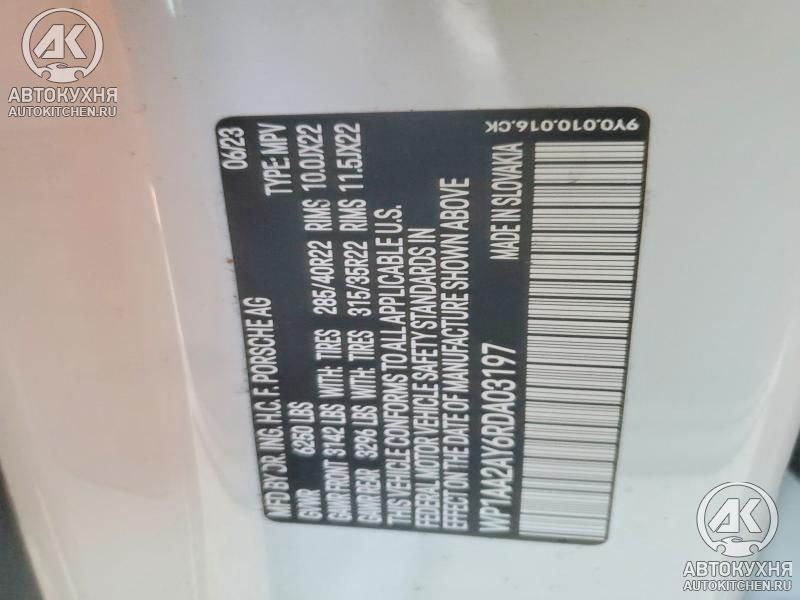 AK
АВТОКУХНЯ
AUTOKITCHEN.RU
MFD BY DR. ING. H.C. F. PORSCHE AG 06/23
GVWR 6250 LBS TYPE: MPV
GAWR FRONT 3142 LBS WITH: TIRES 285/40R22 RIMS 10.0JX22
GAWR REAR 3296 LBS WITH: TIRES 315/35R22 RIMS 11.5JX22
THIS VEHICLE CONFORMS TO ALL APPLICABLE U.S.
FEDERAL MOTOR VEHICLE SAFETY STANDARDS IN
EFFECT ON THE DATE OF MANUFACTURE SHOWN ABOVE
WP1AA2AY6RDA03197 MADE IN SLOVAKIA
9Y0.010.016.CK
AK
АВТОКУХНЯ
AUTOKITCHEN.RU